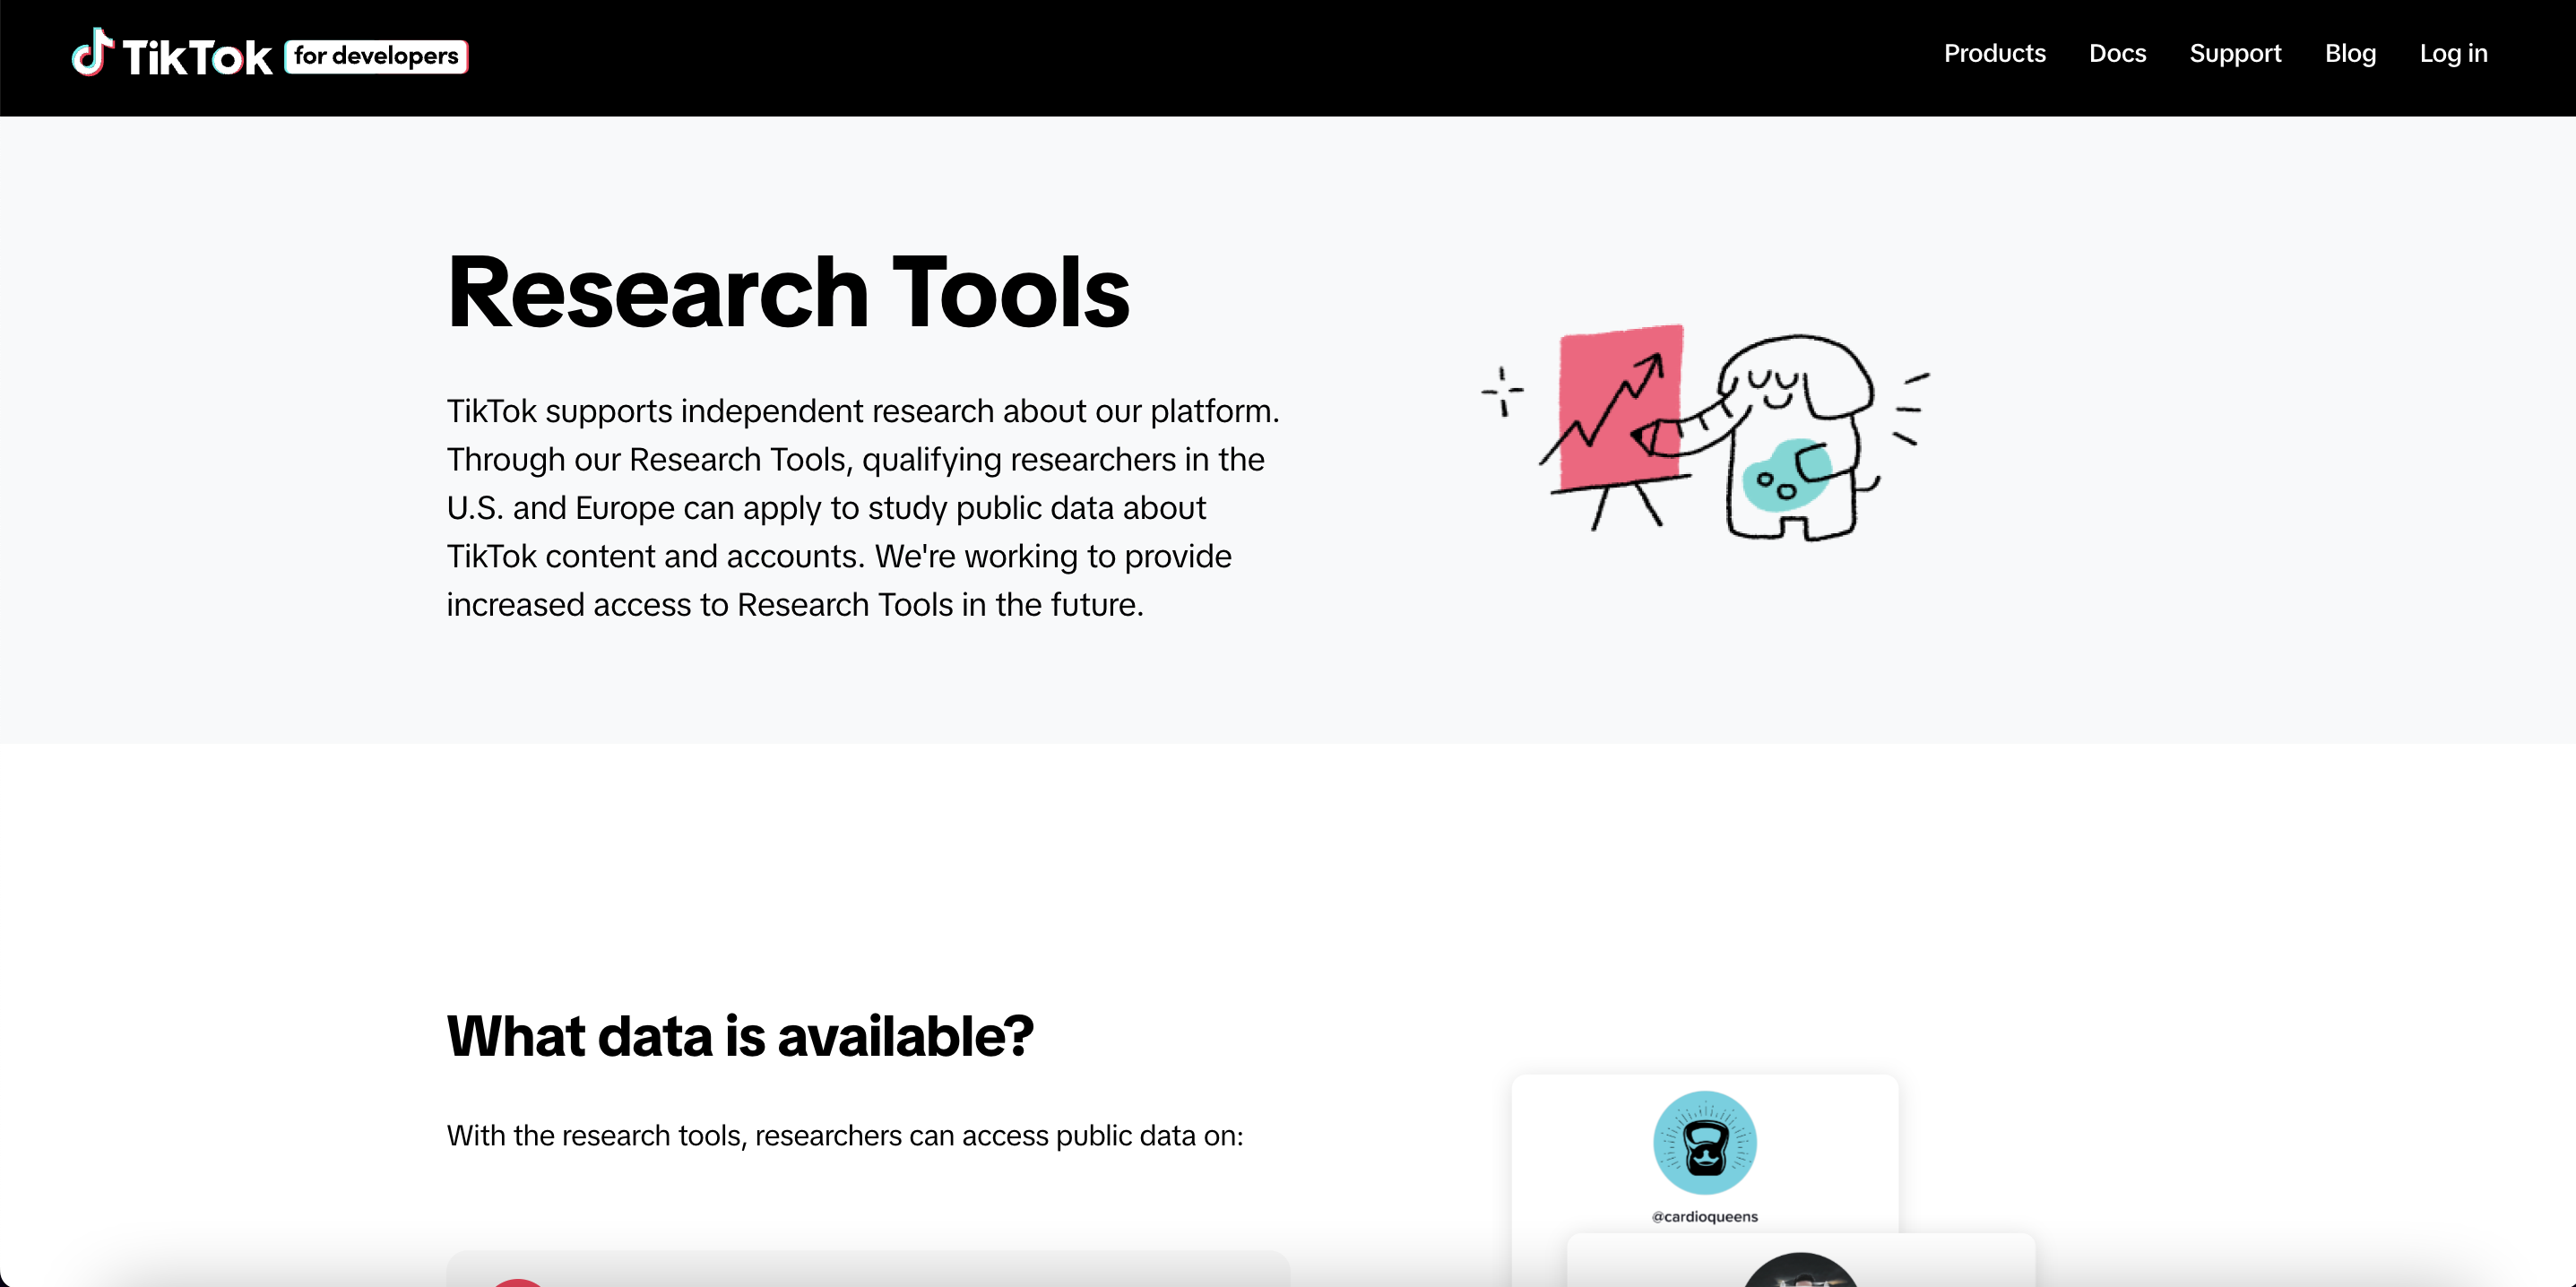 TikTok for developers
Products Docs Support Blog Log in
Research Tools
TikTok supports independent research about our platform.
Through our Research Tools, qualifying researchers in the
U.S. and Europe can apply to study public data about
TikTok content and accounts. We're working to provide
increased access to Research Tools in the future.
What data is available?
With the research tools, researchers can access public data on:
@cardioqueens